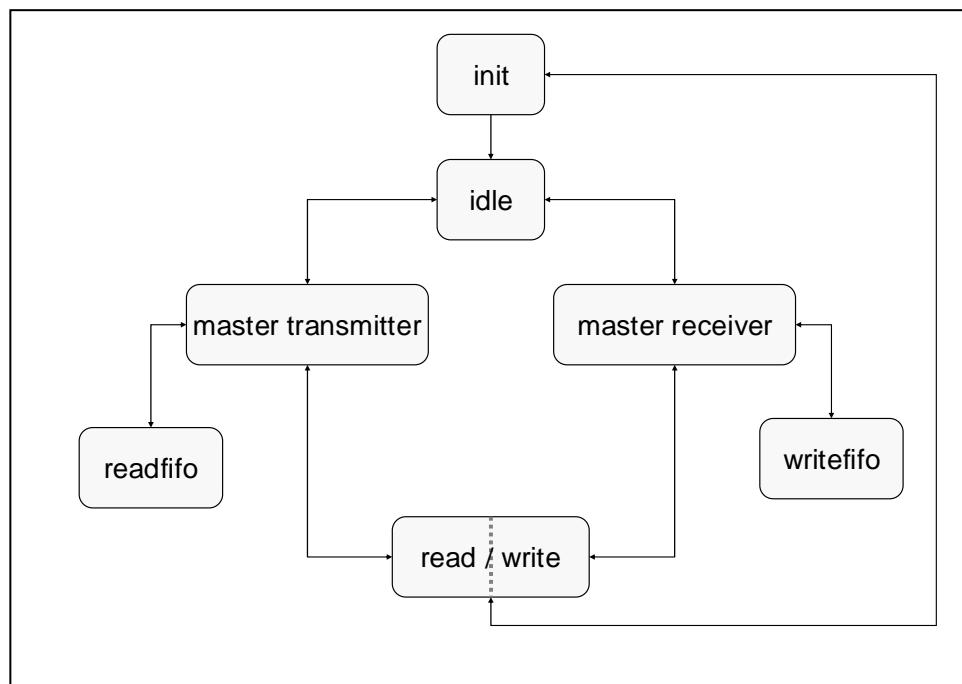 init
idle
master transmitter
master receiver
readfifo
writefifo
read / write